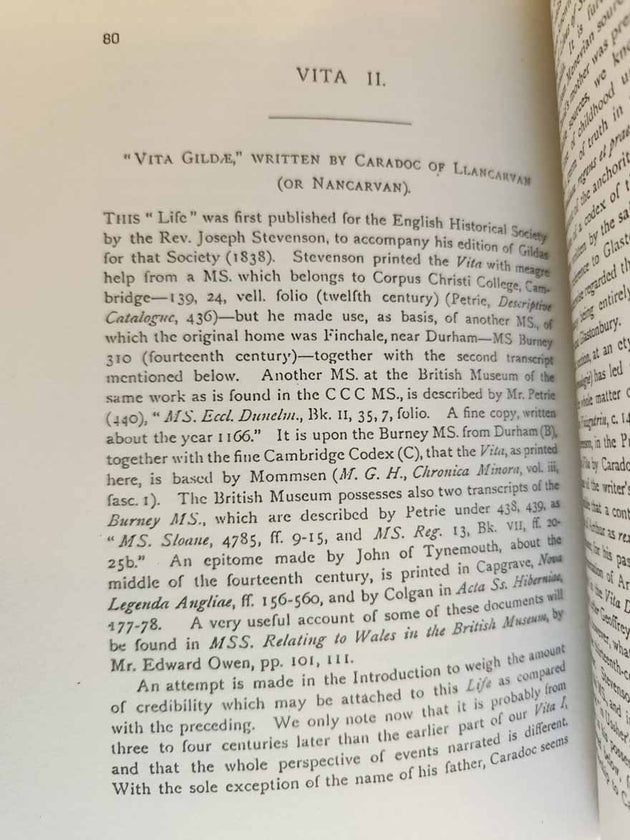 80
VITA II.
"VITA GILDÆ," WRITTEN BY CARADOC OF LLANCARVAN
(OR NANCARVAN).
THIS "Life" was first published for the English Historical Society
by the Rev. Joseph Stevenson, to accompany his edition of Gildas
for that Society (1838). Stevenson printed the Vita with meagre
help from a MS. which belongs to Corpus Christi College, Cam-
bridge—139, 24, vell. folio (twelfth century) (Petrie, Descriptive
Catalogue, 436)—but he made use, as basis, of another MS., of
which the original home was Finchale, near Durham—MS Burney
310 (fourteenth century)—together with the second transcript
mentioned below. Another MS. at the British Museum of the
same work as is found in the C C C MS., is described by Mr. Petrie
(440), "MS. Eccl. Dunelm., Bk. II, 35, 7, folio. A fine copy, written
about the year 1166." It is upon the Burney MS. from Durham (B),
together with the fine Cambridge Codex (C), that the Vita, as printed
here, is based by Mommsen (M. G. H., Chronica Minora, vol. iii,
fasc. 1). The British Museum possesses also two transcripts of the
Burney MS., which are described by Petrie under 438, 439, as
"MS. Sloane, 4785, ff. 9-15, and MS. Reg. 13, Bk. VII, ff. 20-
25b." An epitome made by John of Tynemouth, about the
middle of the fourteenth century, is printed in Capgrave, Nova
Legenda Angliae, ff. 156-560, and by Colgan in Acta Ss. Hiberniae,
177-78. A very useful account of some of these documents will
be found in MSS. Relating to Wales in the British Museum, by
Mr. Edward Owen, pp. 101, 111.
An attempt is made in the Introduction to weigh the amount
of credibility which may be attached to this Life as compared
with the preceding. We only note now that it is probably from
three to four centuries later than the earlier part of our Vita I,
and that the whole perspective of events narrated is different.
With the sole exception of the name of his father, Caradoc seems